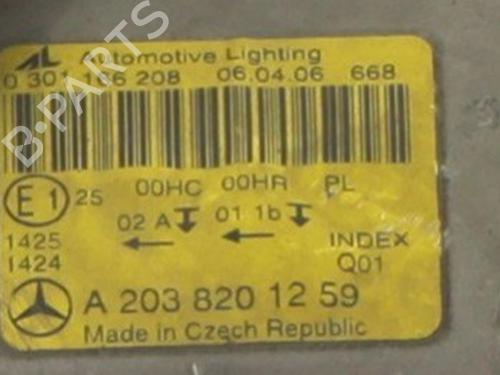 AL Automotive Lighting
0 301 166 208 06.04.06 668
E1 25 00HC 00HR PL
02 A 01 1b
1425 INDEX
1424 Q01
A 203 820 12 59
Made in Czech Republic
B-PARTS